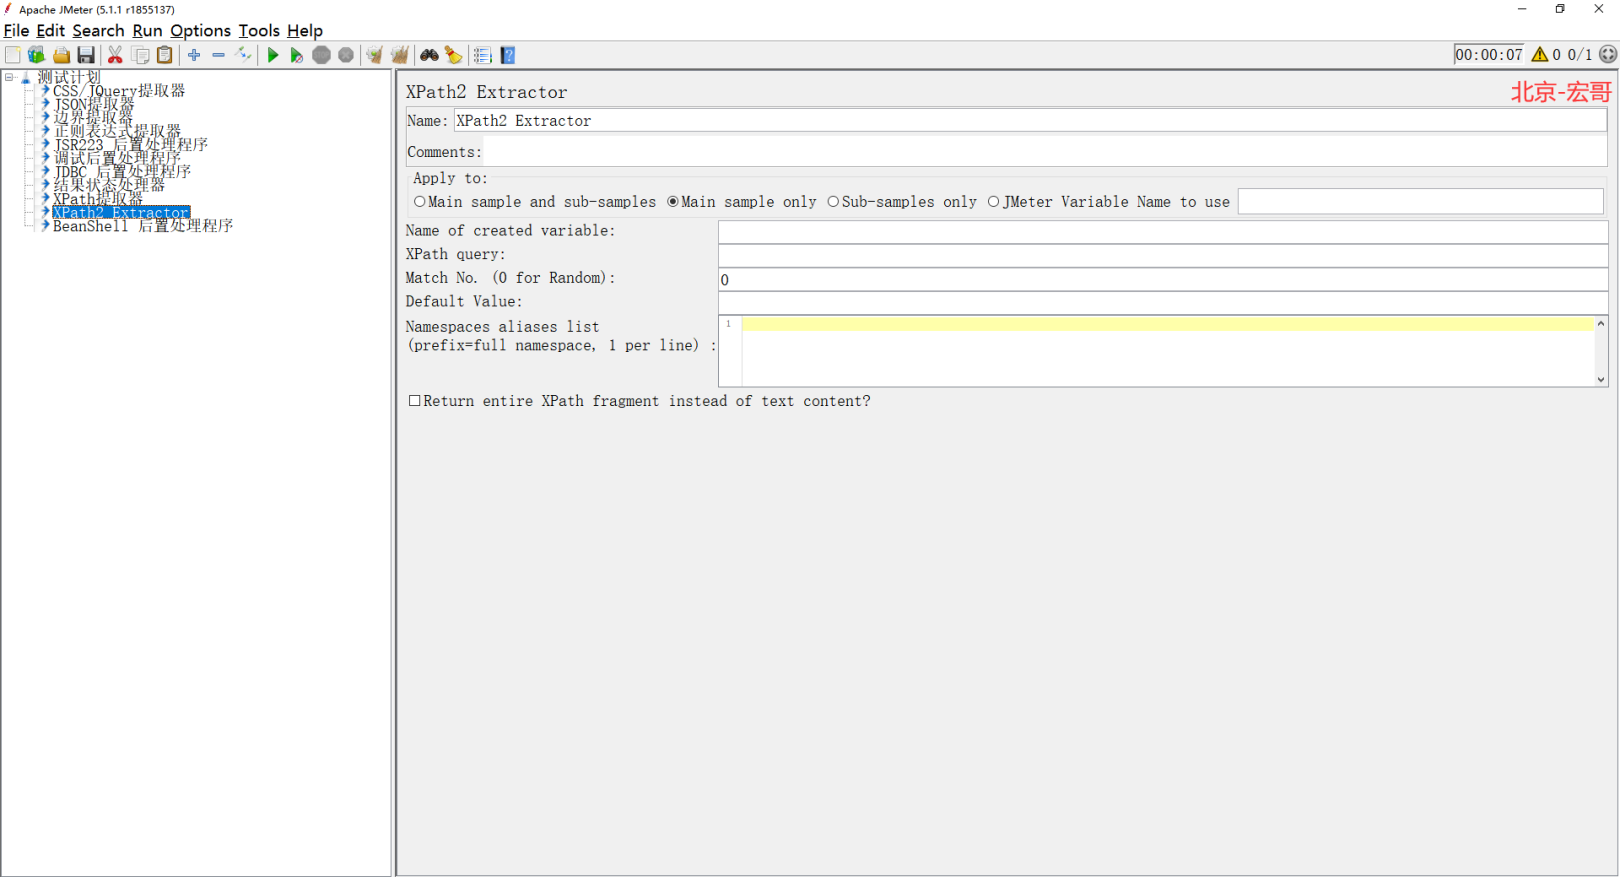 Apache JMeter (5.1.1 r1855137)
File Edit Search Run Options Tools Help
00:00:07 0 0/1
测试计划
CSS/JQuery提取器
JSON提取器
边界提取器
正则表达式提取器
JSR223 后置处理程序
调试后置处理程序
JDBC 后置处理程序
结果状态处理器
XPath提取器
XPath2 Extractor
BeanShell 后置处理程序
XPath2 Extractor
北京-宏哥
Name: XPath2 Extractor
Comments:
Apply to:
Main sample and sub-samples Main sample only Sub-samples only JMeter Variable Name to use
Name of created variable:
XPath query:
Match No. (0 for Random): 0
Default Value:
Namespaces aliases list
(prefix=full namespace, 1 per line) :
1
Return entire XPath fragment instead of text content?